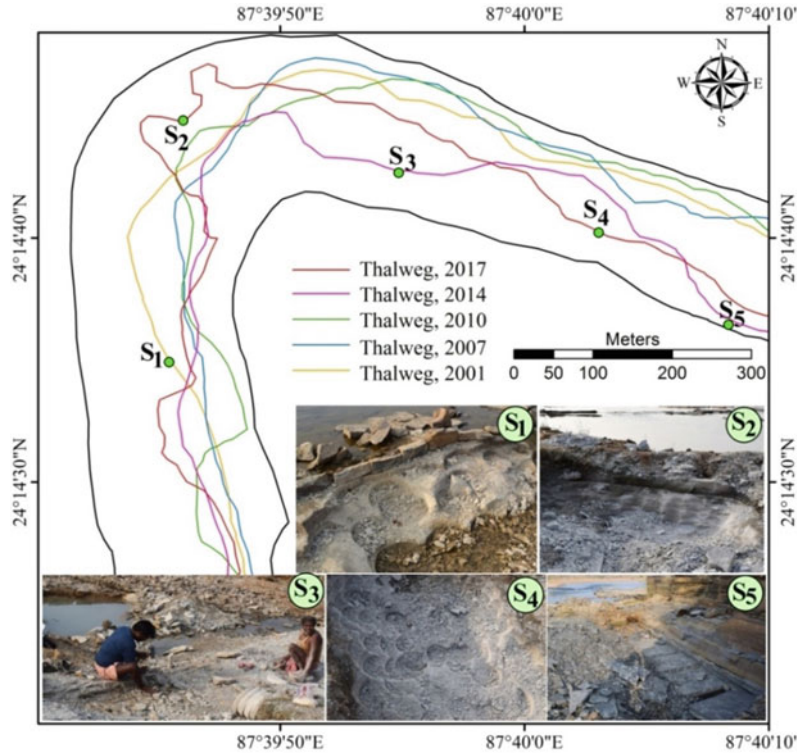 87°39'50"E
87°40'0"E
87°40'10"E
N
W
E
S
S2
S3
S4
24°14'40"N
24°14'40"N
Thalweg, 2017
Thalweg, 2014
Thalweg, 2010
Thalweg, 2007
Thalweg, 2001
S5
Meters
0 50 100 200 300
S1
S1
S2
24°14'30"N
24°14'30"N
S3
S4
S5
87°39'50"E
87°40'0"E
87°40'10"E